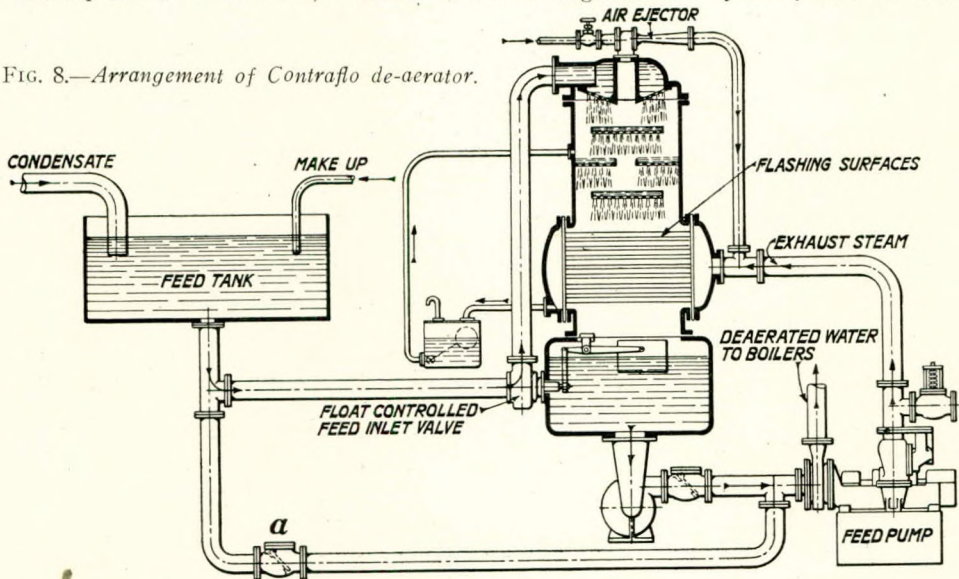 AIR EJECTOR
FIG. 8.—Arrangement of Contraflo de-aerator.
CONDENSATE
MAKE UP
FLASHING SURFACES
EXHAUST STEAM
FEED TANK
DEAERATED WATER
TO BOILERS
FLOAT CONTROLLED
FEED INLET VALVE
a
FEED PUMP